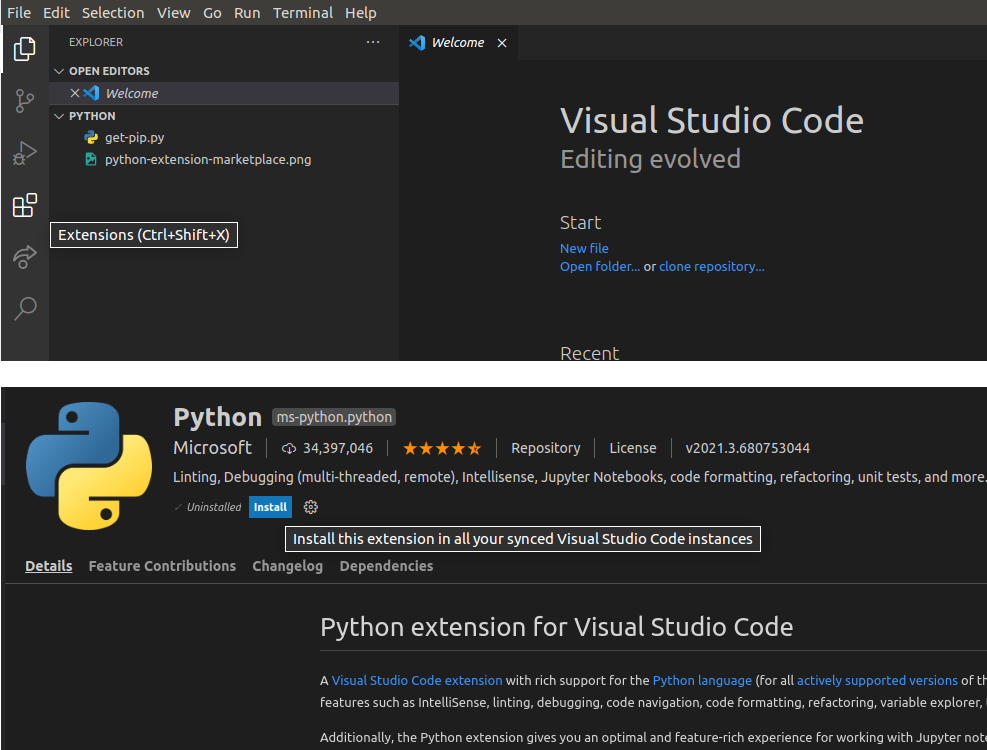 File Edit Selection View Go Run Terminal Help
EXPLORER ...
Welcome
OPEN EDITORS
Welcome
PYTHON
get-pip.py
python-extension-marketplace.png
Extensions (Ctrl+Shift+X)
Visual Studio Code
Editing evolved
Start
New file
Open folder... or clone repository...
Recent
Python ms-python.python
Microsoft 34,397,046 Repository License v2021.3.680753044
Linting, Debugging (multi-threaded, remote), Intellisense, Jupyter Notebooks, code formatting, refactoring, unit tests, and more.
✓ Uninstalled Install
Install this extension in all your synced Visual Studio Code instances
Details Feature Contributions Changelog Dependencies
Python extension for Visual Studio Code
A Visual Studio Code extension with rich support for the Python language (for all actively supported versions of
features such as IntelliSense, linting, debugging, code navigation, code formatting, refactoring, variable explorer,
Additionally, the Python extension gives you an optimal and feature-rich experience for working with Jupyter